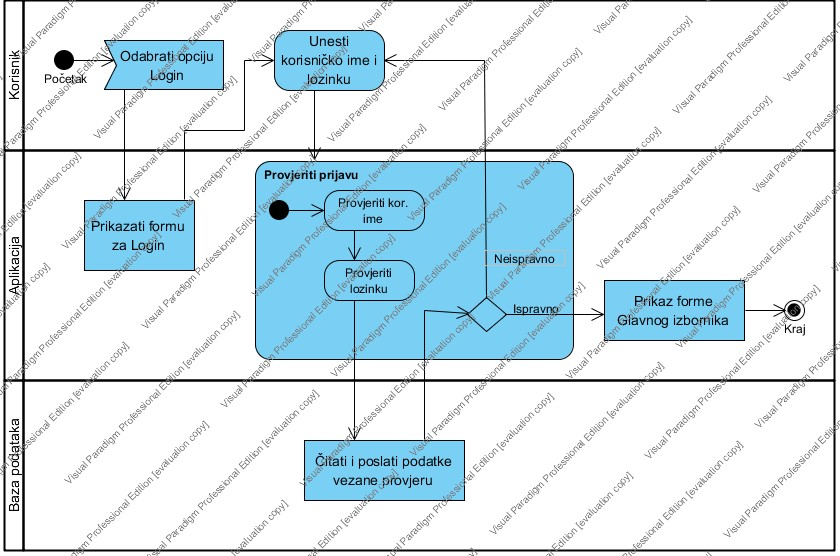 Korisnik
Početak
Odabrati opciju
Login
Unesti
korisničko ime i
lozinku
Aplikacija
Prikazati formu
za Login
Provjeriti prijavu
Provjeriti kor.
ime
Provjeriti
lozinku
Neispravno
Ispravno
Prikaz forme
Glavnog izbornika
Kraj
Baza podataka
Čitati i poslati podatke
vezane provjeru
Visual Paradigm Professional Edition [evaluation copy]